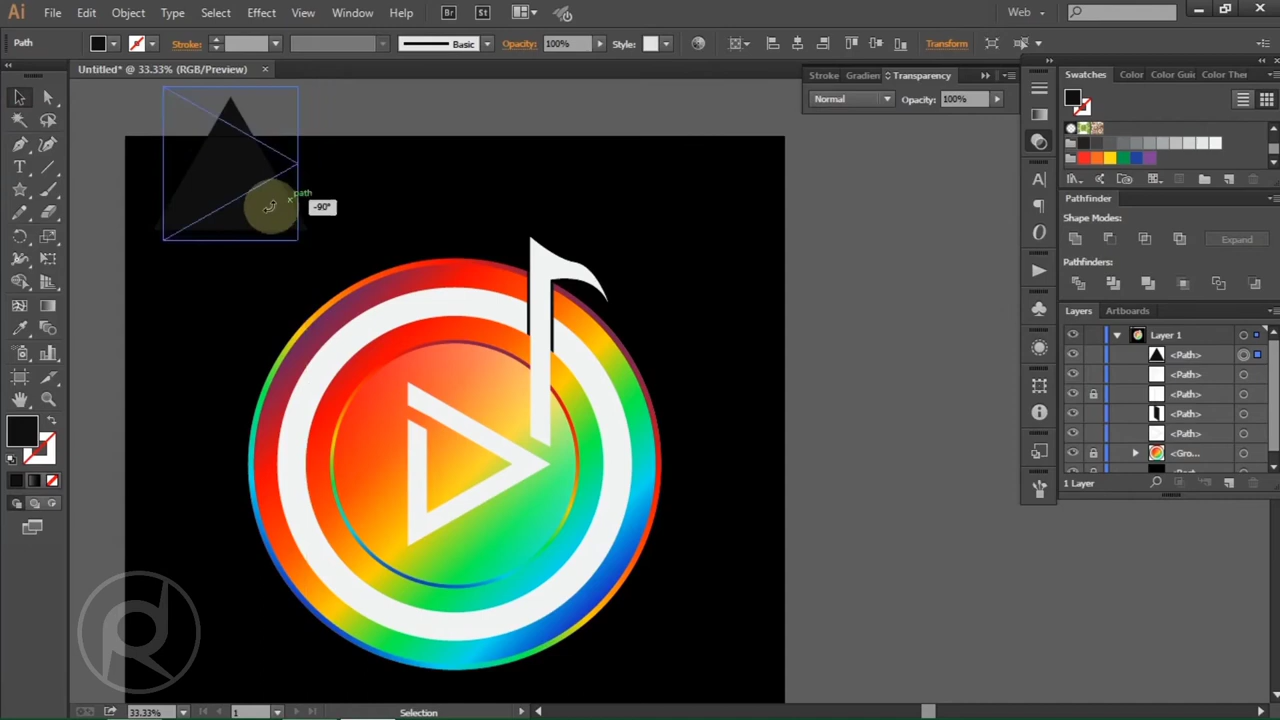 Ai File Edit Object Type Select Effect View Window Help Br St Web
Path Stroke: Basic Opacity: 100% Style: Transform
Untitled* @ 33.33% (RGB/Preview) ×
Stroke Gradien Transparency
Normal Opacity: 100%
Swatches Color Color Guid Color Ther
path
-90°
Pathfinder
Shape Modes:
Expand
Pathfinders:
Layers Artboards
Layer 1
<Path>
<Path>
<Path>
<Path>
<Path>
<Gro...
1 Layer
33.33% 1 Selection